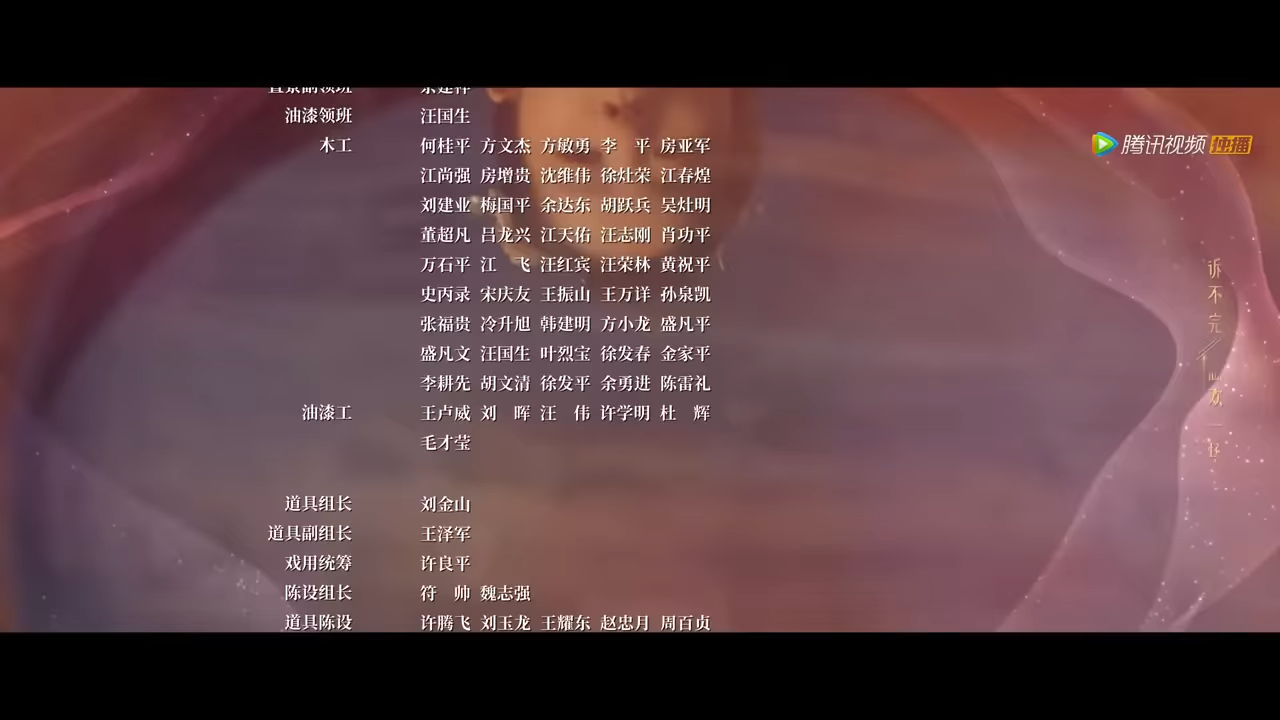 油漆领班 汪国生
木工 何桂平 方文杰 方敏勇 李 平 房亚军
江尚强 房增贵 沈维伟 徐灶荣 江春煌
刘建业 梅国平 余达东 胡跃兵 吴灶明
董超凡 吕龙兴 江天佑 汪志刚 肖功平
万石平 江 飞 汪红宾 汪荣林 黄祝平
史丙录 宋庆友 王振山 王万详 孙泉凯
张福贵 冷升旭 韩建明 方小龙 盛凡平
盛凡文 汪国生 叶烈宝 徐发春 金家平
李耕先 胡文清 徐发平 余勇进 陈雷礼
油漆工 王卢威 刘 晖 汪 伟 许学明 杜 辉
毛才莹
道具组长 刘金山
道具副组长 王泽军
戏用统筹 许良平
陈设组长 符 帅 魏志强
道具陈设 许腾飞 刘玉龙 王耀东 赵忠月 周百贞
腾讯视频 独播
诉不完